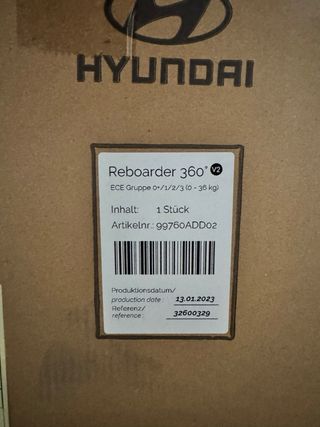 HYUNDAI
Reboarder 360° V2
ECE Gruppe 0+/1/2/3 (0 - 36 kg)
Inhalt: 1 Stück
Artikelnr.: 99760ADD02
Produktionsdatum/
production date : 13.01.2023
Referenz/
reference : 32600329